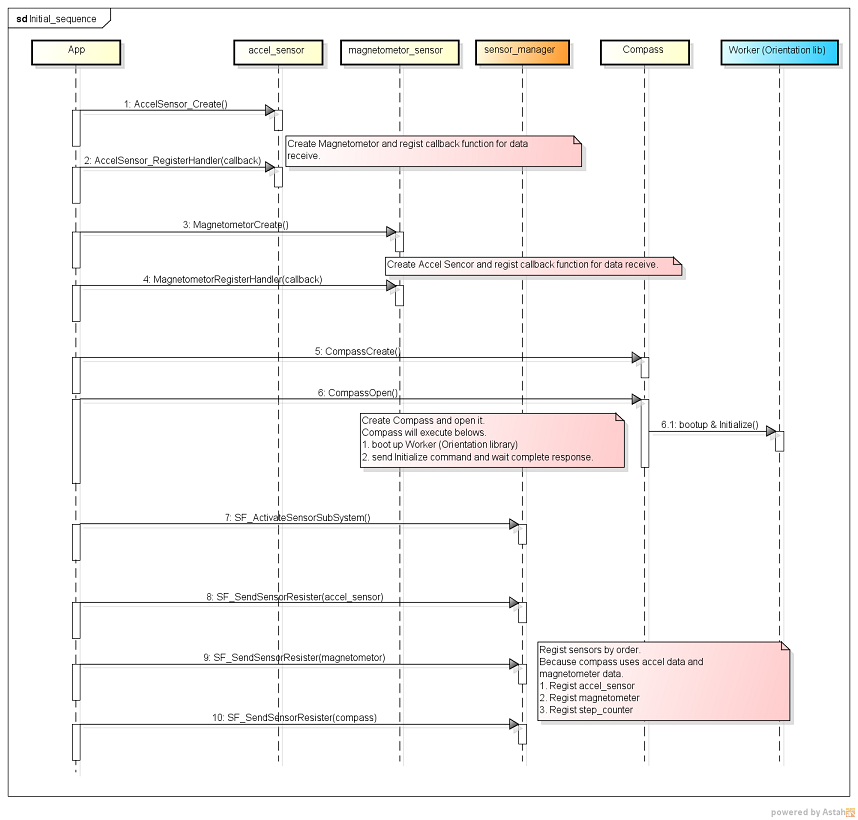 sd Initial_sequence
App
accel_sensor
magnetometor_sensor
sensor_manager
Compass
Worker (Orientation lib)
1: AccelSensor_Create()
Create Magnetometor and regist callback function for data
receive.
2: AccelSensor_RegisterHandler(callback)
3: MagnetometorCreate()
Create Accel Sencor and regist callback function for data receive.
4: MagnetometorRegisterHandler(callback)
5: CompassCreate()
6: CompassOpen()
Create Compass and open it.
Compass will execute belows.
1. boot up Worker (Orientation library)
2. send Initialize command and wait complete response.
6.1: bootup & Initialize()
7: SF_ActivateSensorSubSystem()
8: SF_SendSensorResister(accel_sensor)
9: SF_SendSensorResister(magnetometor)
Regist sensors by order.
Because compass uses accel data and
magnetometer data.
1. Regist accel_sensor
2. Regist magnetometer
3. Regist step_counter
10: SF_SendSensorResister(compass)
powered by Astah